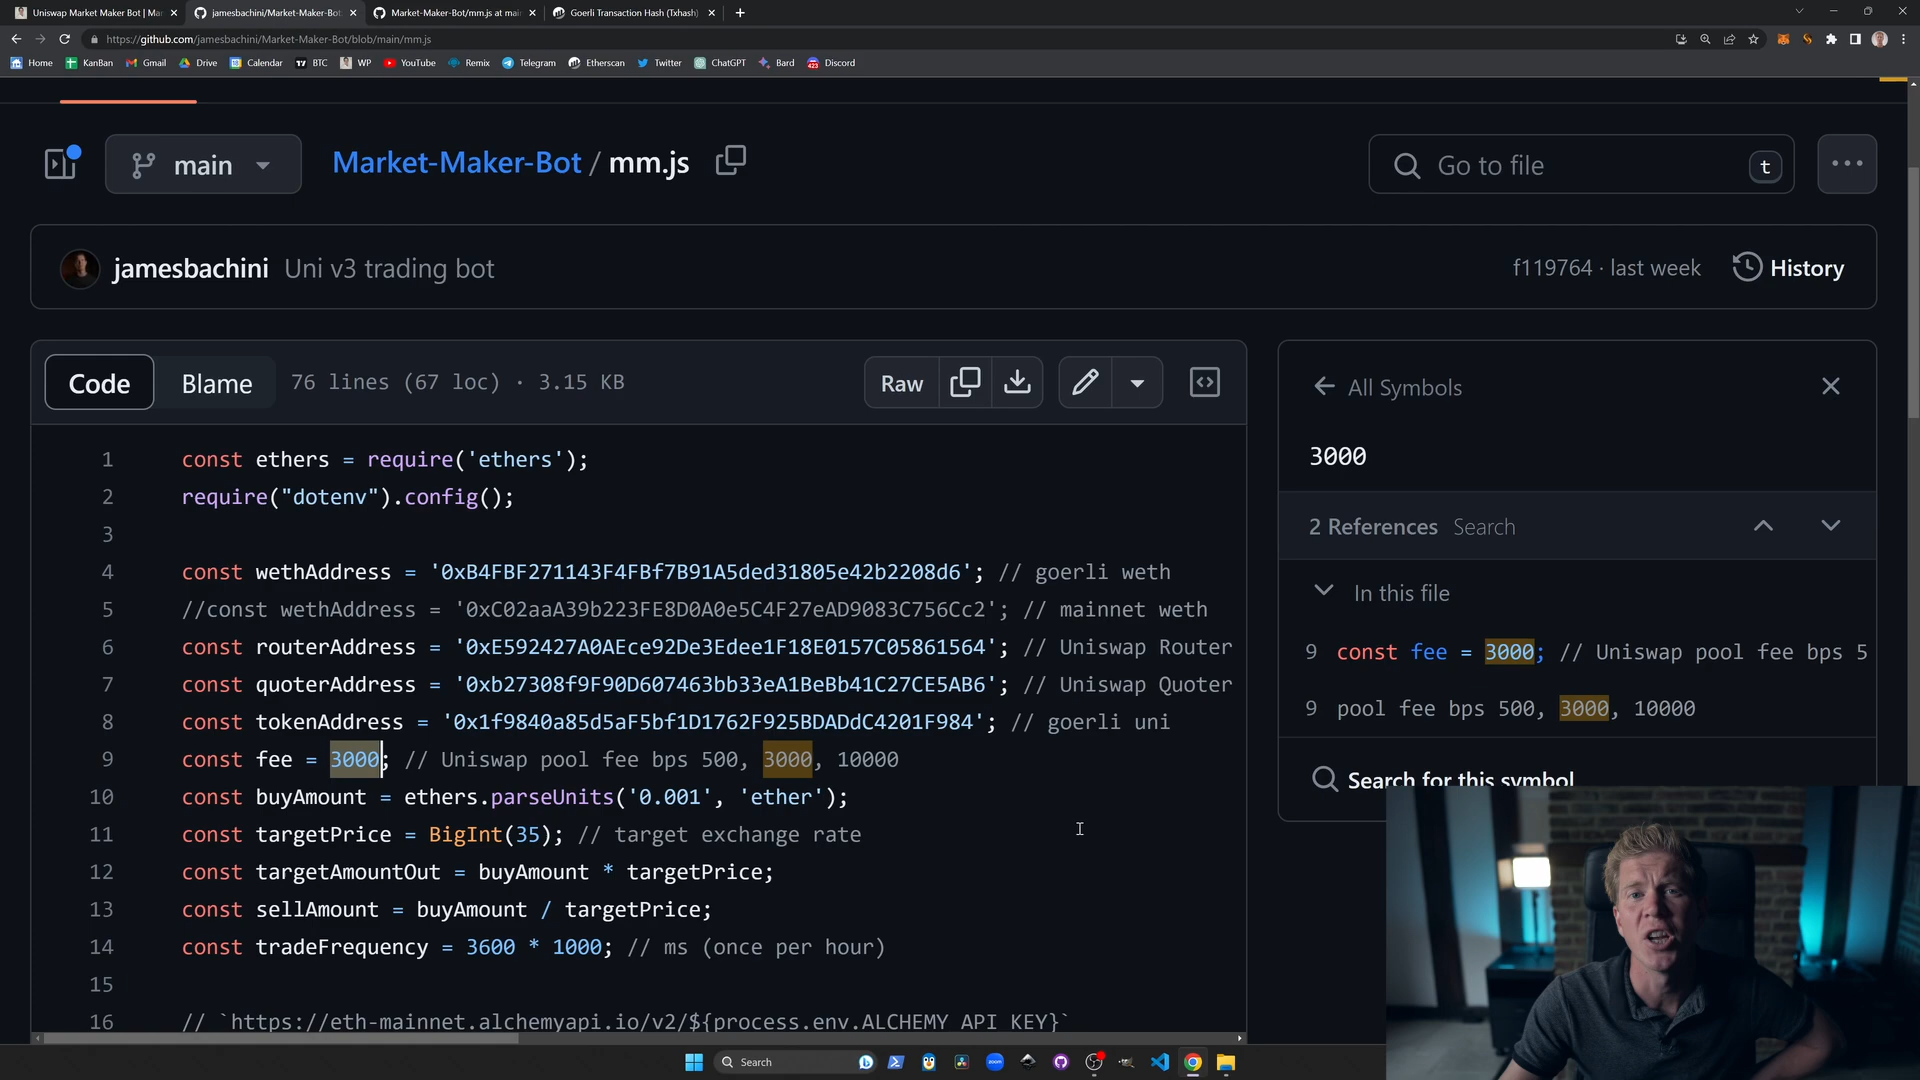 Uniswap Market Maker Bot | Mar
jamesbachini/Market-Maker-Bot:
Market-Maker-Bot/mm.js at main
Goerli Transaction Hash (Txhash)
https://github.com/jamesbachini/Market-Maker-Bot/blob/main/mm.js
Home KanBan Gmail Drive Calendar BTC WP YouTube Remix Telegram Etherscan Twitter ChatGPT Bard 423 Discord
main
Market-Maker-Bot / mm.js
Go to file t
jamesbachini Uni v3 trading bot
f119764 · last week History
Code Blame 76 lines (67 loc) · 3.15 KB
Raw
1 const ethers = require('ethers');
2 require("dotenv").config();
3
4 const wethAddress = '0xB4FBF271143F4FBf7B91A5ded31805e42b2208d6'; // goerli weth
5 //const wethAddress = '0xC02aaA39b223FE8D0A0e5C4F27eAD9083C756Cc2'; // mainnet weth
6 const routerAddress = '0xE592427A0AEce92De3Edee1F18E0157C05861564'; // Uniswap Router
7 const quoterAddress = '0xb27308f9F90D607463bb33eA1BeBb41C27CE5AB6'; // Uniswap Quoter
8 const tokenAddress = '0x1f9840a85d5aF5bf1D1762F925BDADdC4201F984'; // goerli uni
9 const fee = 3000; // Uniswap pool fee bps 500, 3000, 10000
10 const buyAmount = ethers.parseUnits('0.001', 'ether');
11 const targetPrice = BigInt(35); // target exchange rate
12 const targetAmountOut = buyAmount * targetPrice;
13 const sellAmount = buyAmount / targetPrice;
14 const tradeFrequency = 3600 * 1000; // ms (once per hour)
15
16 // `https://eth-mainnet.alchemyapi.io/v2/${process.env.ALCHEMY_API_KEY}`
All Symbols
3000
2 References Search
In this file
9 const fee = 3000; // Uniswap pool fee bps 5
9 pool fee bps 500, 3000, 10000
Search for this symbol
Search
zoom